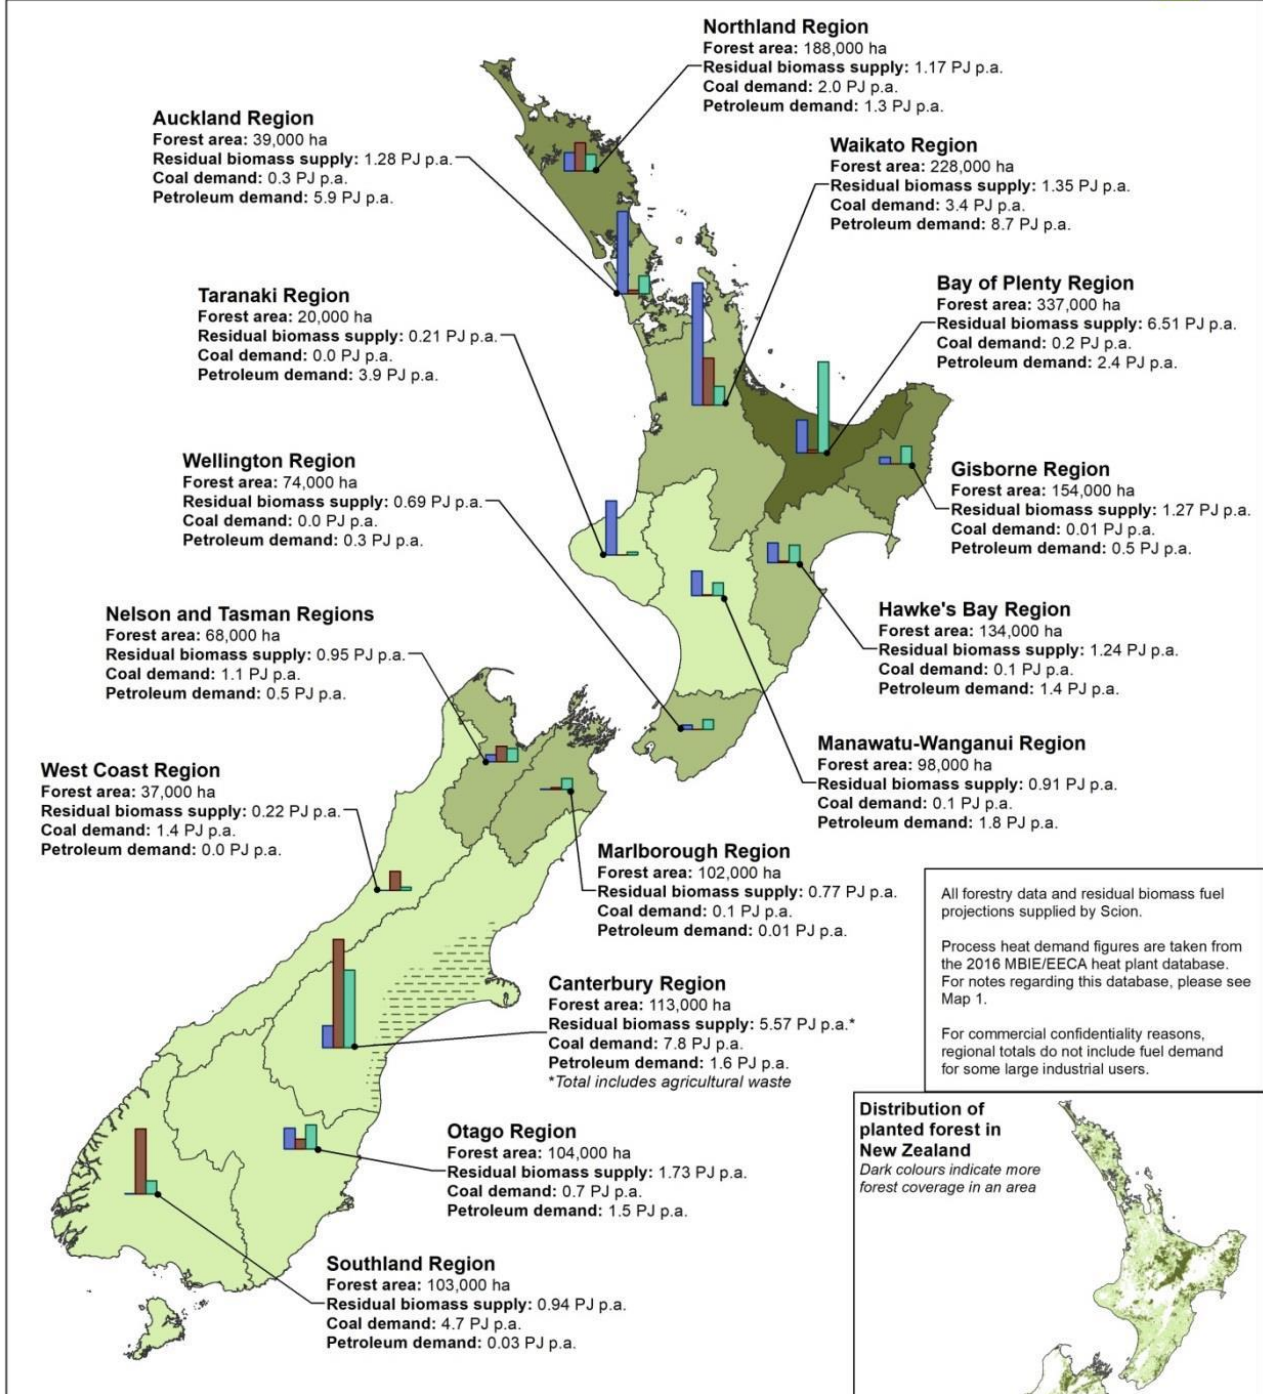 Northland Region
Forest area: 188,000 ha
Residual biomass supply: 1.17 PJ p.a.
Coal demand: 2.0 PJ p.a.
Petroleum demand: 1.3 PJ p.a.
Auckland Region
Forest area: 39,000 ha
Residual biomass supply: 1.28 PJ p.a.
Coal demand: 0.3 PJ p.a.
Petroleum demand: 5.9 PJ p.a.
Waikato Region
Forest area: 228,000 ha
Residual biomass supply: 1.35 PJ p.a.
Coal demand: 3.4 PJ p.a.
Petroleum demand: 8.7 PJ p.a.
Taranaki Region
Forest area: 20,000 ha
Residual biomass supply: 0.21 PJ p.a.
Coal demand: 0.0 PJ p.a.
Petroleum demand: 3.9 PJ p.a.
Bay of Plenty Region
Forest area: 337,000 ha
Residual biomass supply: 6.51 PJ p.a.
Coal demand: 0.2 PJ p.a.
Petroleum demand: 2.4 PJ p.a.
Wellington Region
Forest area: 74,000 ha
Residual biomass supply: 0.69 PJ p.a.
Coal demand: 0.0 PJ p.a.
Petroleum demand: 0.3 PJ p.a.
Gisborne Region
Forest area: 154,000 ha
Residual biomass supply: 1.27 PJ p.a.
Coal demand: 0.01 PJ p.a.
Petroleum demand: 0.5 PJ p.a.
Nelson and Tasman Regions
Forest area: 68,000 ha
Residual biomass supply: 0.95 PJ p.a.
Coal demand: 1.1 PJ p.a.
Petroleum demand: 0.5 PJ p.a.
Hawke's Bay Region
Forest area: 134,000 ha
Residual biomass supply: 1.24 PJ p.a.
Coal demand: 0.1 PJ p.a.
Petroleum demand: 1.4 PJ p.a.
Manawatu-Wanganui Region
Forest area: 98,000 ha
Residual biomass supply: 0.91 PJ p.a.
Coal demand: 0.1 PJ p.a.
Petroleum demand: 1.8 PJ p.a.
West Coast Region
Forest area: 37,000 ha
Residual biomass supply: 0.22 PJ p.a.
Coal demand: 1.4 PJ p.a.
Petroleum demand: 0.0 PJ p.a.
Marlborough Region
Forest area: 102,000 ha
Residual biomass supply: 0.77 PJ p.a.
Coal demand: 0.1 PJ p.a.
Petroleum demand: 0.01 PJ p.a.
All forestry data and residual biomass fuel
projections supplied by Scion.
Process heat demand figures are taken from
the 2016 MBIE/EECA heat plant database.
For notes regarding this database, please see
Map 1.
For commercial confidentiality reasons,
regional totals do not include fuel demand
for some large industrial users.
Canterbury Region
Forest area: 113,000 ha
Residual biomass supply: 5.57 PJ p.a.*
Coal demand: 7.8 PJ p.a.
Petroleum demand: 1.6 PJ p.a.
*Total includes agricultural waste
Distribution of
planted forest in
New Zealand
Dark colours indicate more
forest coverage in an area
Otago Region
Forest area: 104,000 ha
Residual biomass supply: 1.73 PJ p.a.
Coal demand: 0.7 PJ p.a.
Petroleum demand: 1.5 PJ p.a.
Southland Region
Forest area: 103,000 ha
Residual biomass supply: 0.94 PJ p.a.
Coal demand: 4.7 PJ p.a.
Petroleum demand: 0.03 PJ p.a.